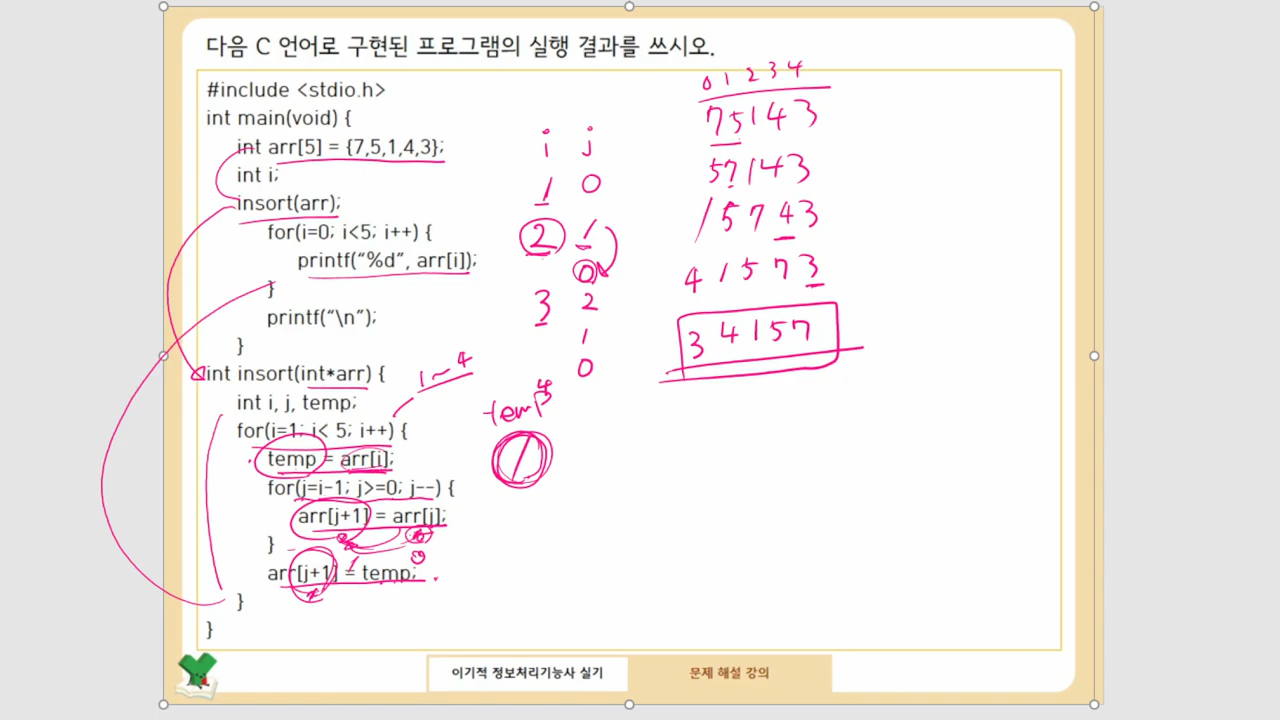 다음 C 언어로 구현된 프로그램의 실행 결과를 쓰시오.
#include <stdio.h>
int main(void) {
int arr[5] = {7,5,1,4,3};
int i;
insort(arr);
for(i=0; i<5; i++) {
printf(“%d”, arr[i]);
}
printf(“\n”);
}
int insort(int*arr) {
int i, j, temp;
for(i=1; i< 5; i++) {
temp = arr[i];
for(j=i-1; j>=0; j--) {
arr[j+1] = arr[j];
}
arr[j+1] = temp;
}
}
i j
1 0
2 1
0
3 2
1
0
1~4
temp
0 1 2 3 4
7 5 1 4 3
5 7 1 4 3
1 5 7 4 3
4 1 5 7 3
3 4 1 5 7
이기적 정보처리기능사 실기
문제 해설 강의